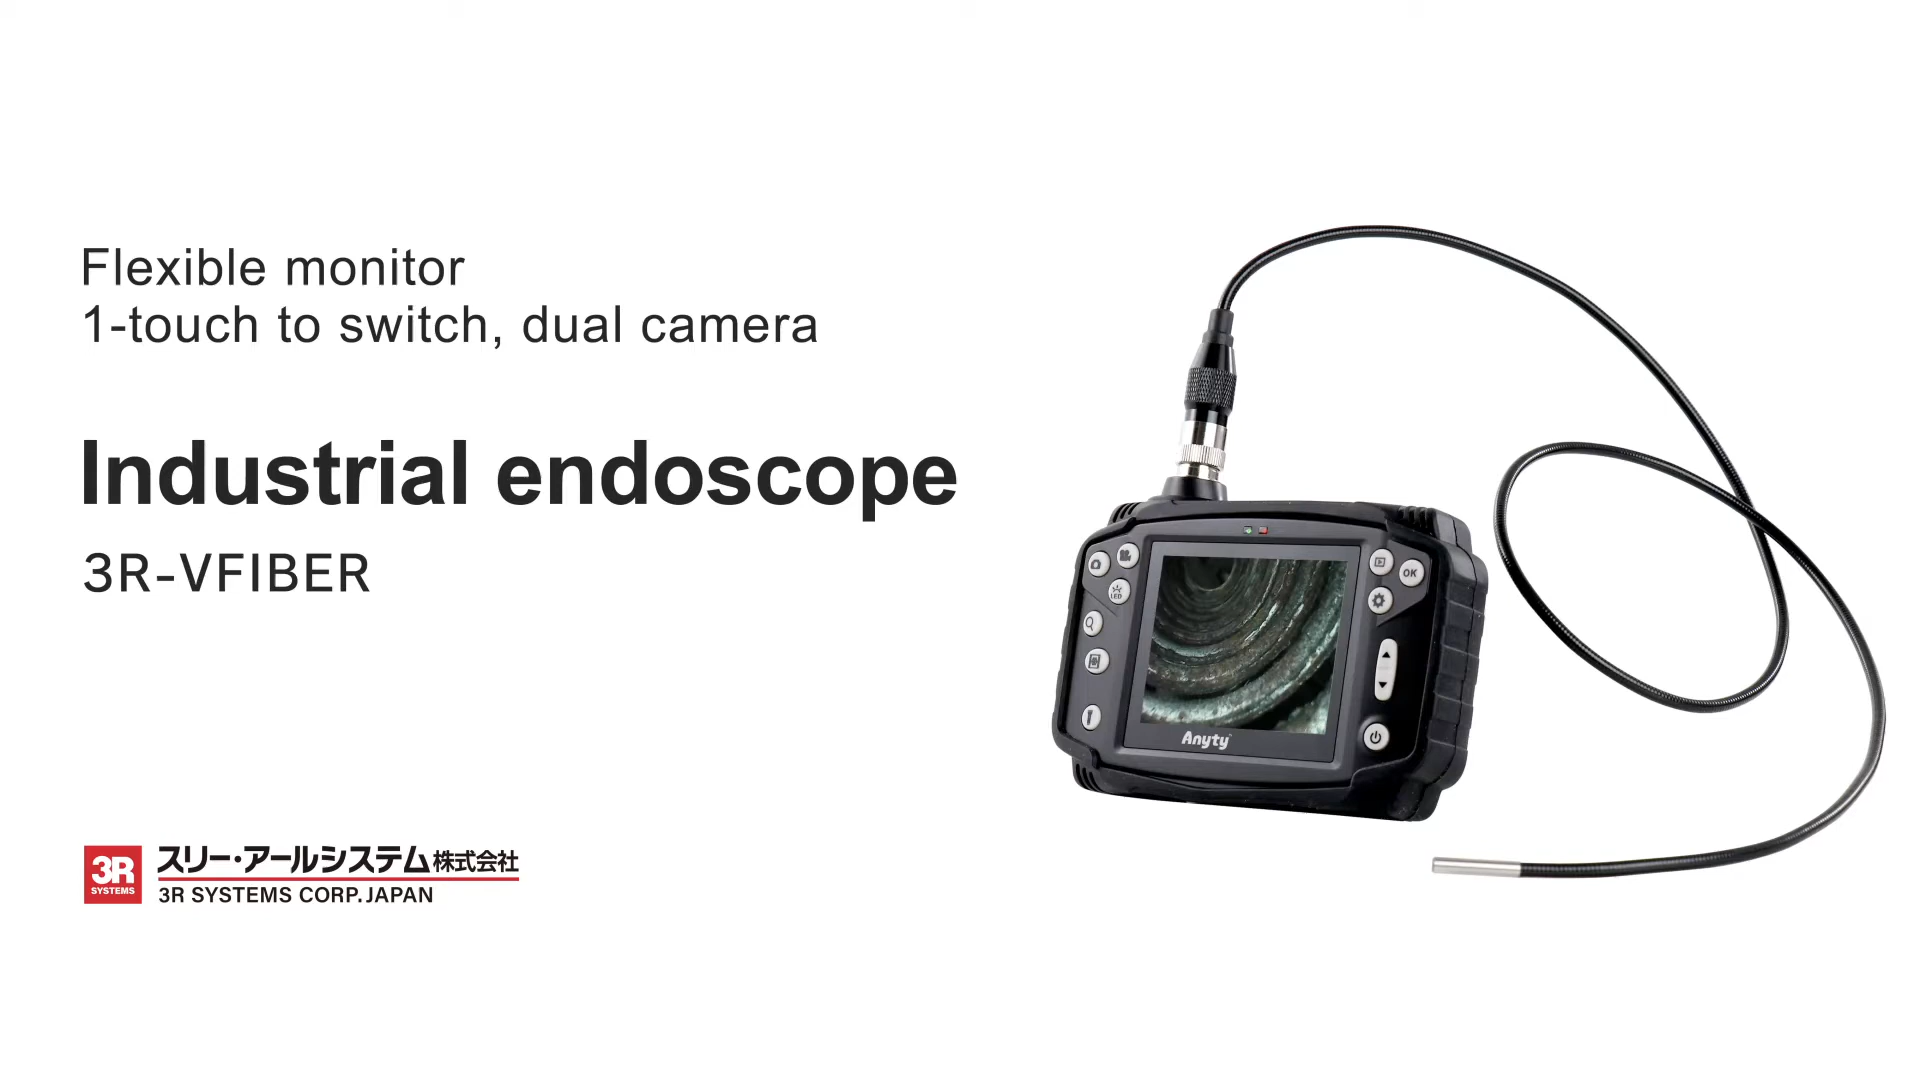 Flexible monitor
1-touch to switch, dual camera
Industrial endoscope
3R-VFIBER
LED
OK
Anyty
3R
SYSTEMS
スリー・アールシステム株式会社
3R SYSTEMS CORP.JAPAN